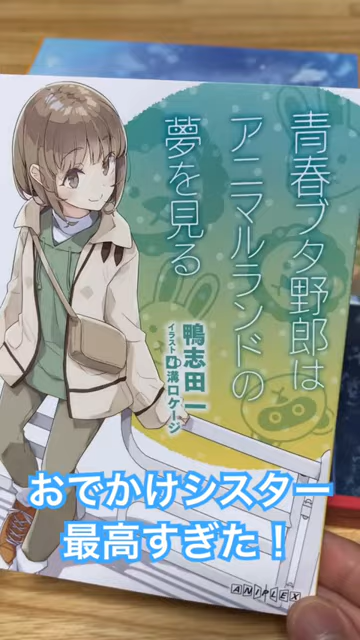 青春ブタ野郎は
アニマルランドの
夢を見る
鴨志田 一
イラスト 溝口ケージ
おでかけシスター
最高すぎた！
ANIPLEX